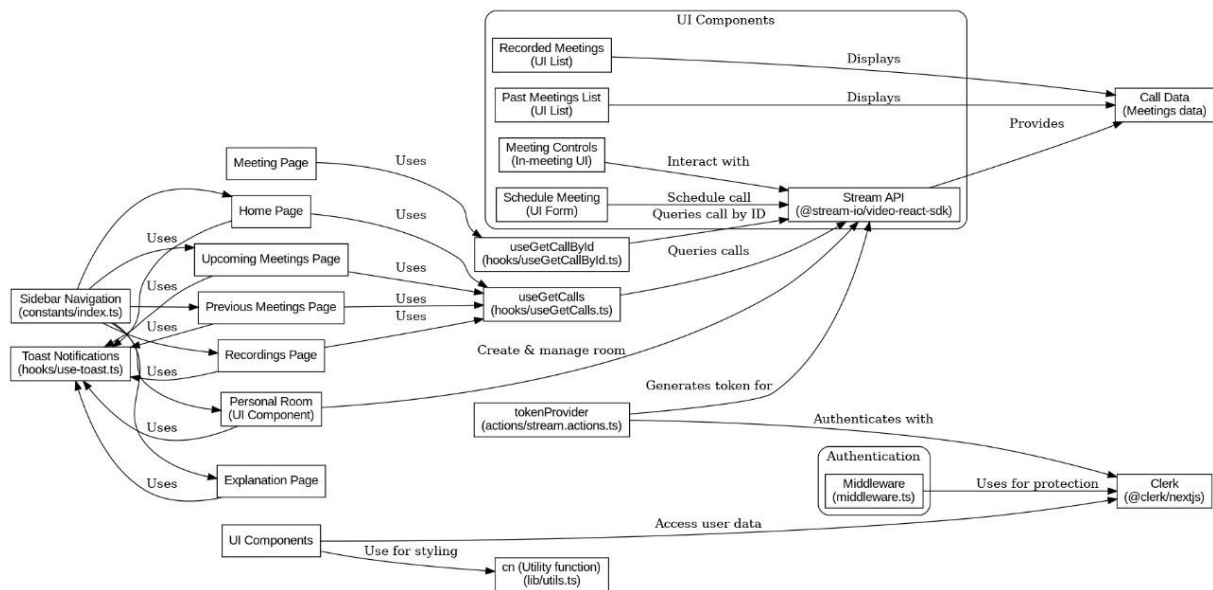 UI Components
Recorded Meetings
(UI List)
Displays
Past Meetings List
(UI List)
Displays
Call Data
(Meetings data)
Provides
Meeting Controls
(In-meeting UI)
Interact with
Meeting Page
Uses
Schedule Meeting
(UI Form)
Schedule call
Stream API
(@stream-io/video-react-sdk)
Home Page
Uses
Queries call by ID
useGetCallById
(hooks/useGetCallById.ts)
Queries calls
Uses
Upcoming Meetings Page
Uses
Sidebar Navigation
(constants/index.ts)
Uses
Previous Meetings Page
Uses
useGetCalls
(hooks/useGetCalls.ts)
Uses
Uses
Toast Notifications
(hooks/use-toast.ts)
Recordings Page
Create & manage room
Uses
Generates token for
Personal Room
(UI Component)
Uses
tokenProvider
(actions/stream.actions.ts)
Authenticates with
Authentication
Middleware
(middleware.ts)
Uses for protection
Clerk
(@clerk/nextjs)
Explanation Page
Uses
UI Components
Access user data
Use for styling
cn (Utility function)
(lib/utils.ts)